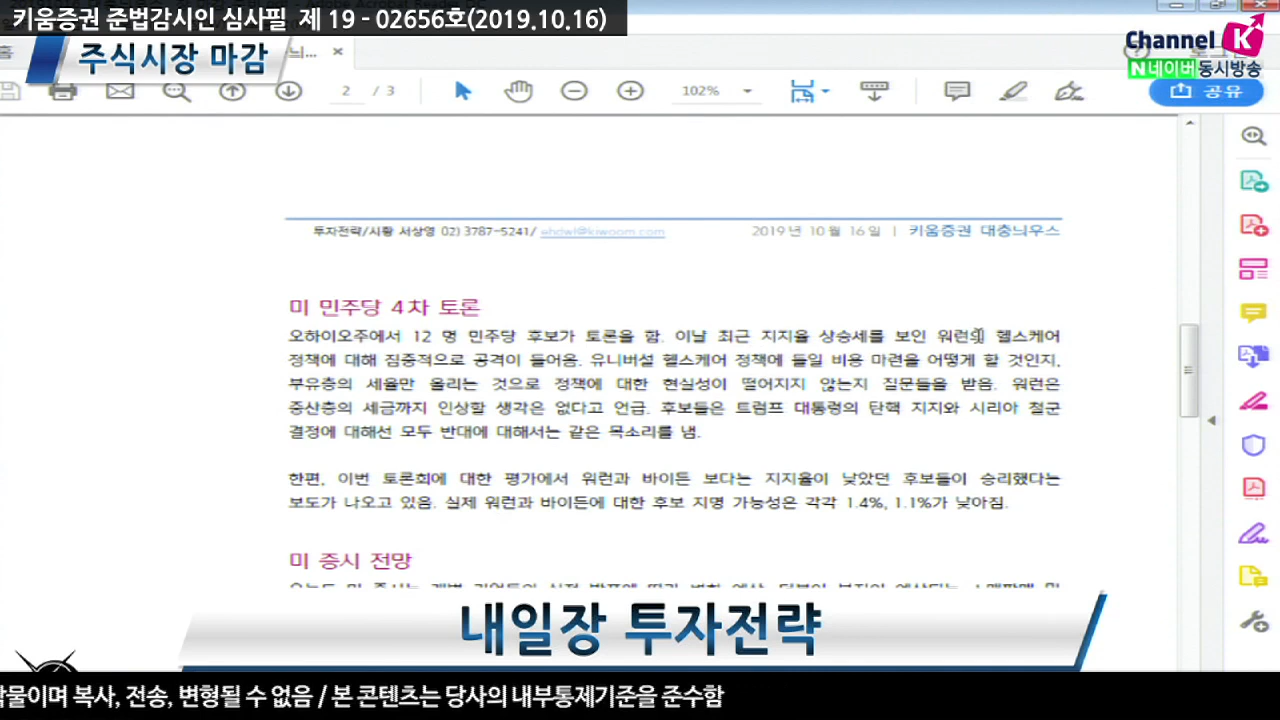 키움증권 준법감시인 심사필 제 19 - 02656호(2019.10.16)
주식시장 마감
Channel K
N 네이버 동시방송
2 / 3
102%
공유
투자전략/시황 서상영 02) 3787-5241/ ehdwl@kiwoom.com 2019년 10월 16일 | 키움증권 대충늬우스
미 민주당 4차 토론
오하이오주에서 12 명 민주당 후보가 토론을 함. 이날 최근 지지율 상승세를 보인 워런의 헬스케어
정책에 대해 집중적으로 공격이 들어옴. 유니버설 헬스케어 정책에 들일 비용 마련을 어떻게 할 것인지,
부유층의 세율만 올리는 것으로 정책에 대한 현실성이 떨어지지 않는지 질문들을 받음. 워런은
중산층의 세금까지 인상할 생각은 없다고 언급. 후보들은 트럼프 대통령의 탄핵 지지와 시리아 철군
결정에 대해선 모두 반대에 대해서는 같은 목소리를 냄.
한편, 이번 토론회에 대한 평가에서 워런과 바이든 보다는 지지율이 낮았던 후보들이 승리했다는
보도가 나오고 있음. 실제 워런과 바이든에 대한 후보 지명 가능성은 각각 1.4%, 1.1%가 낮아짐.
미 증시 전망
내일장 투자전략
작물이며 복사, 전송, 변형될 수 없음 / 본 콘텐츠는 당사의 내부통제기준을 준수함